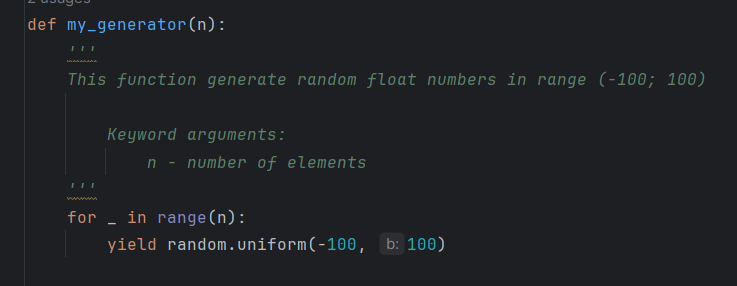 2 usages
def my_generator(n):
'''
This function generate random float numbers in range (-100; 100)
Keyword arguments:
n - number of elements
'''
for _ in range(n):
yield random.uniform(-100, b: 100)